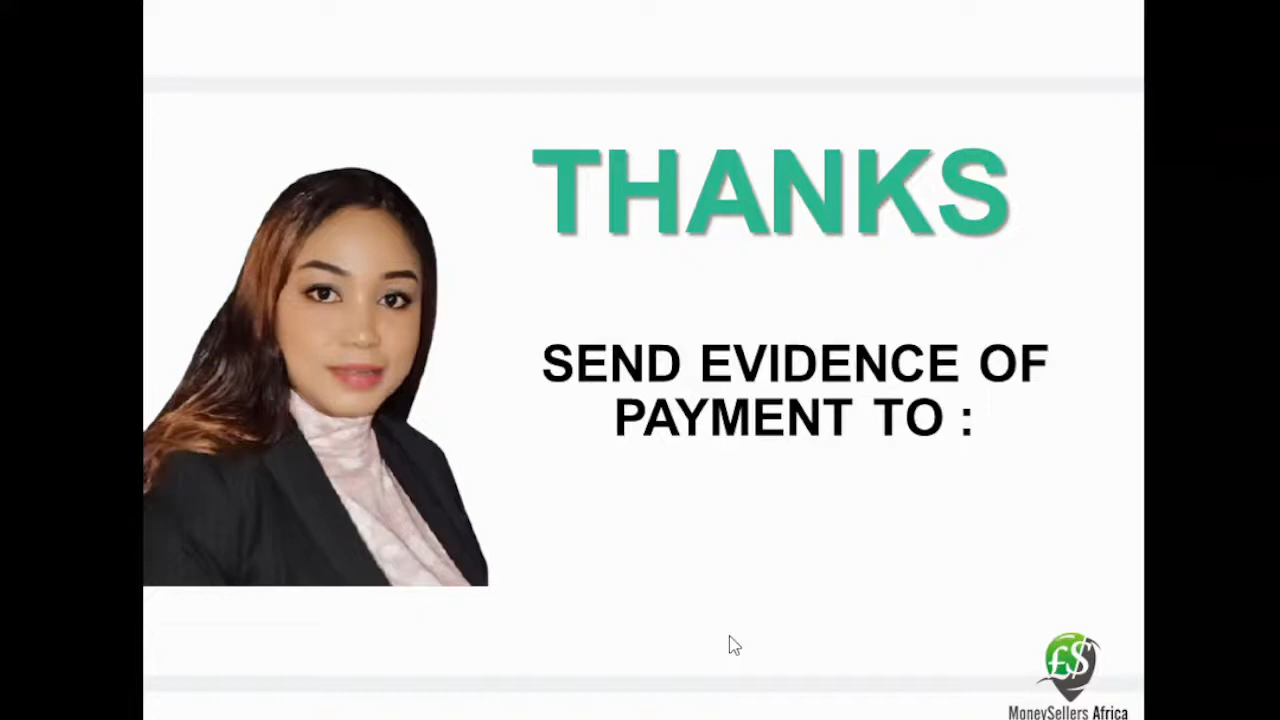 THANKS
SEND EVIDENCE OF
PAYMENT TO :
£$
MoneySellers Africa